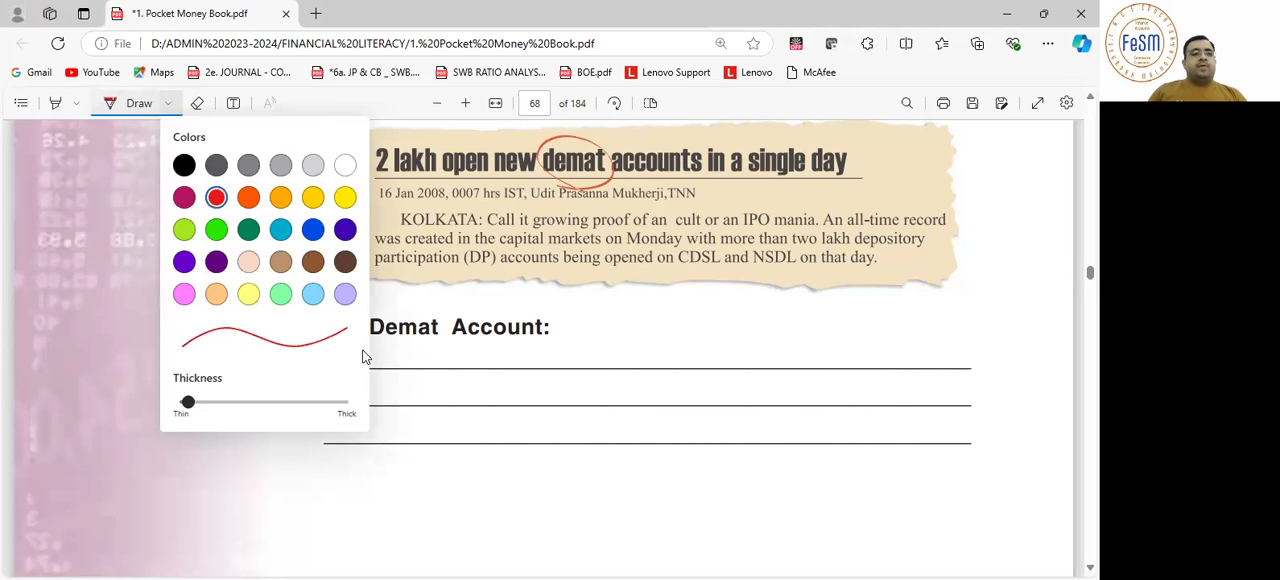 *1. Pocket Money Book.pdf
File D:/ADMIN%202023-2024/FINANCIAL%20LITERACY/1.%20Pocket%20Money%20Book.pdf
Gmail YouTube Maps 2e. JOURNAL - CO... *6a. JP & CB _ SWB.... SWB RATIO ANALYS... BOE.pdf Lenovo Support Lenovo McAfee
Draw 68 of 184
Colors
Thickness
Thin Thick
2 lakh open new demat accounts in a single day
16 Jan 2008, 0007 hrs IST, Udit Prasanna Mukherji,TNN
KOLKATA: Call it growing proof of an cult or an IPO mania. An all-time record
was created in the capital markets on Monday with more than two lakh depository
participation (DP) accounts being opened on CDSL and NSDL on that day.
Demat Account:
FeSM